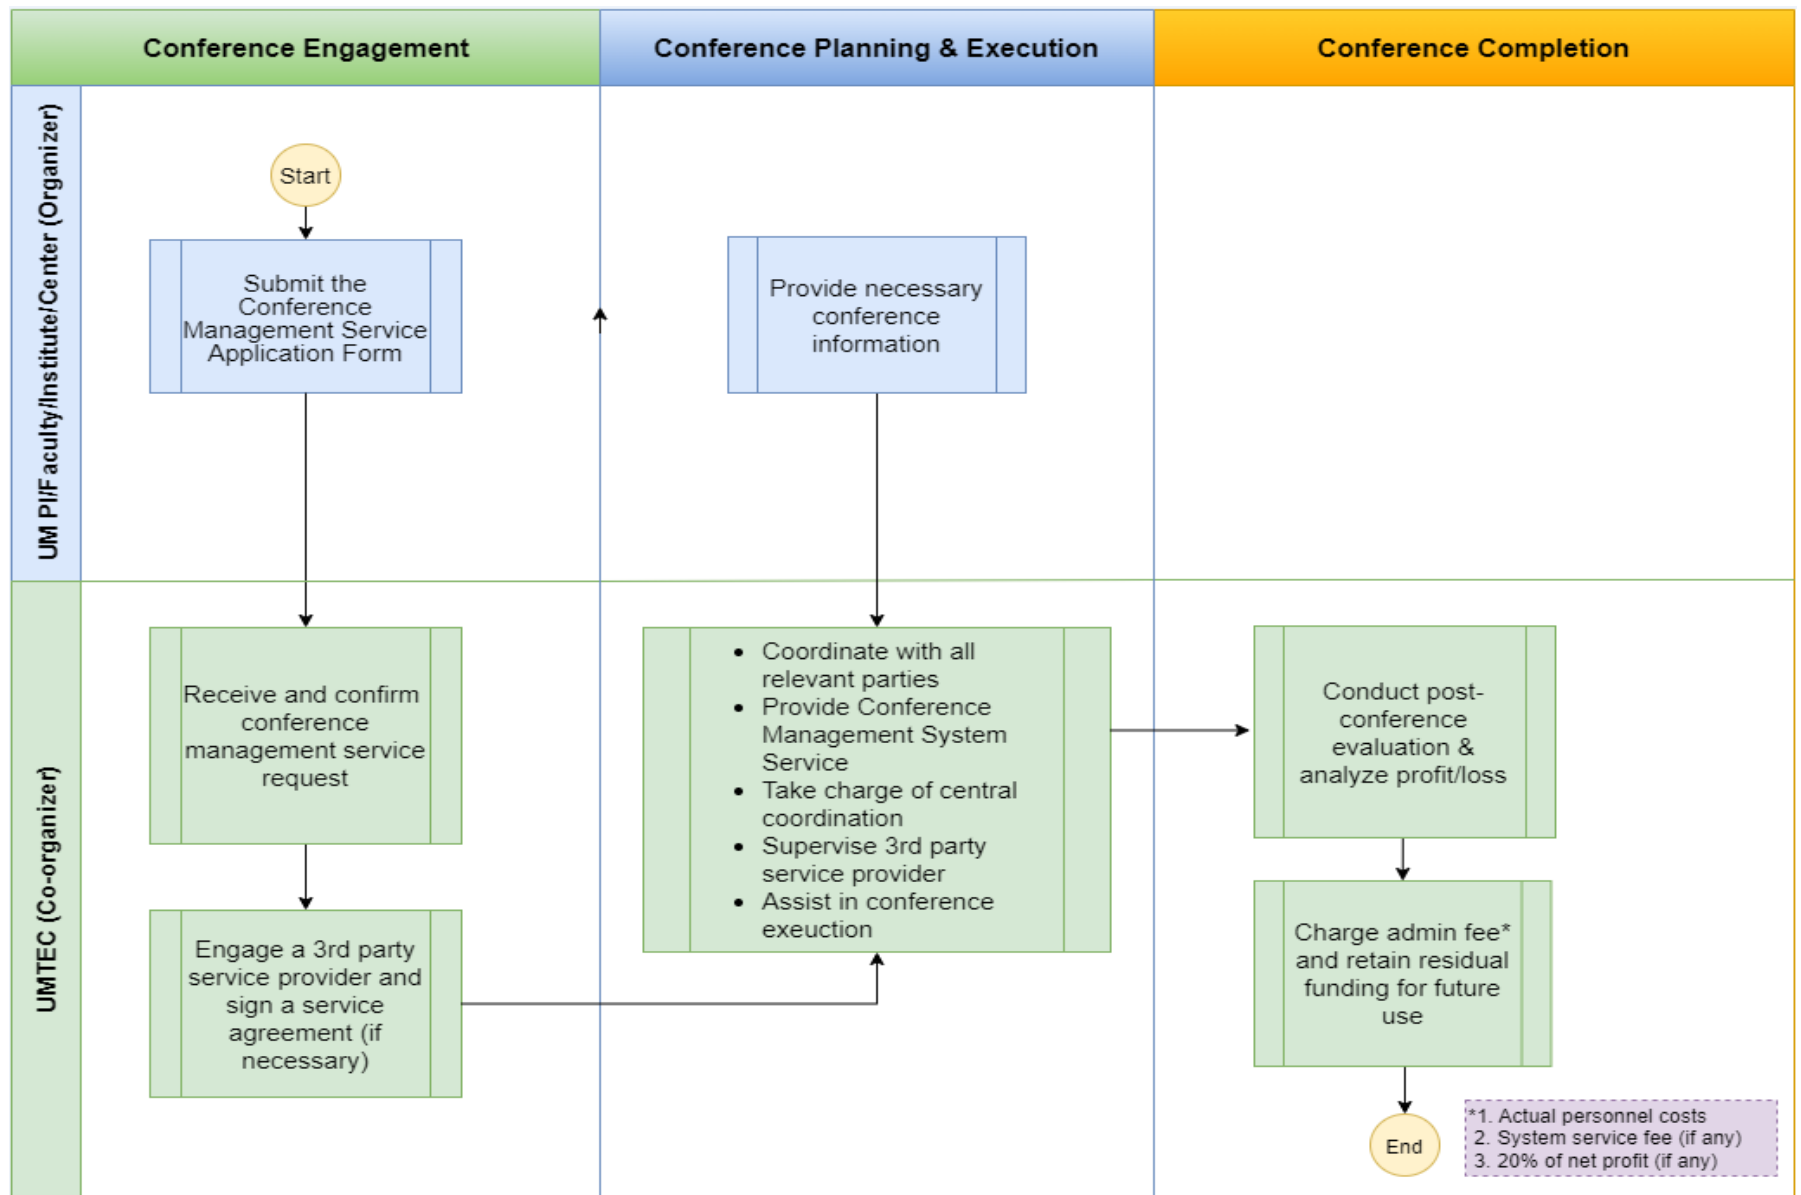 Conference Engagement
Conference Planning & Execution
Conference Completion
UM PI/Faculty/Institute/Center (Organizer)
Start
Submit the
Conference
Management Service
Application Form
Provide necessary
conference
information
UMTEC (Co-organizer)
Receive and confirm
conference
management service
request
Engage a 3rd party
service provider and
sign a service
agreement (if
necessary)
• Coordinate with all
relevant parties
• Provide Conference
Management System
Service
• Take charge of central
coordination
• Supervise 3rd party
service provider
• Assist in conference
exeuction
Conduct post-
conference
evaluation &
analyze profit/loss
Charge admin fee*
and retain residual
funding for future
use
End
*1. Actual personnel costs
2. System service fee (if any)
3. 20% of net profit (if any)